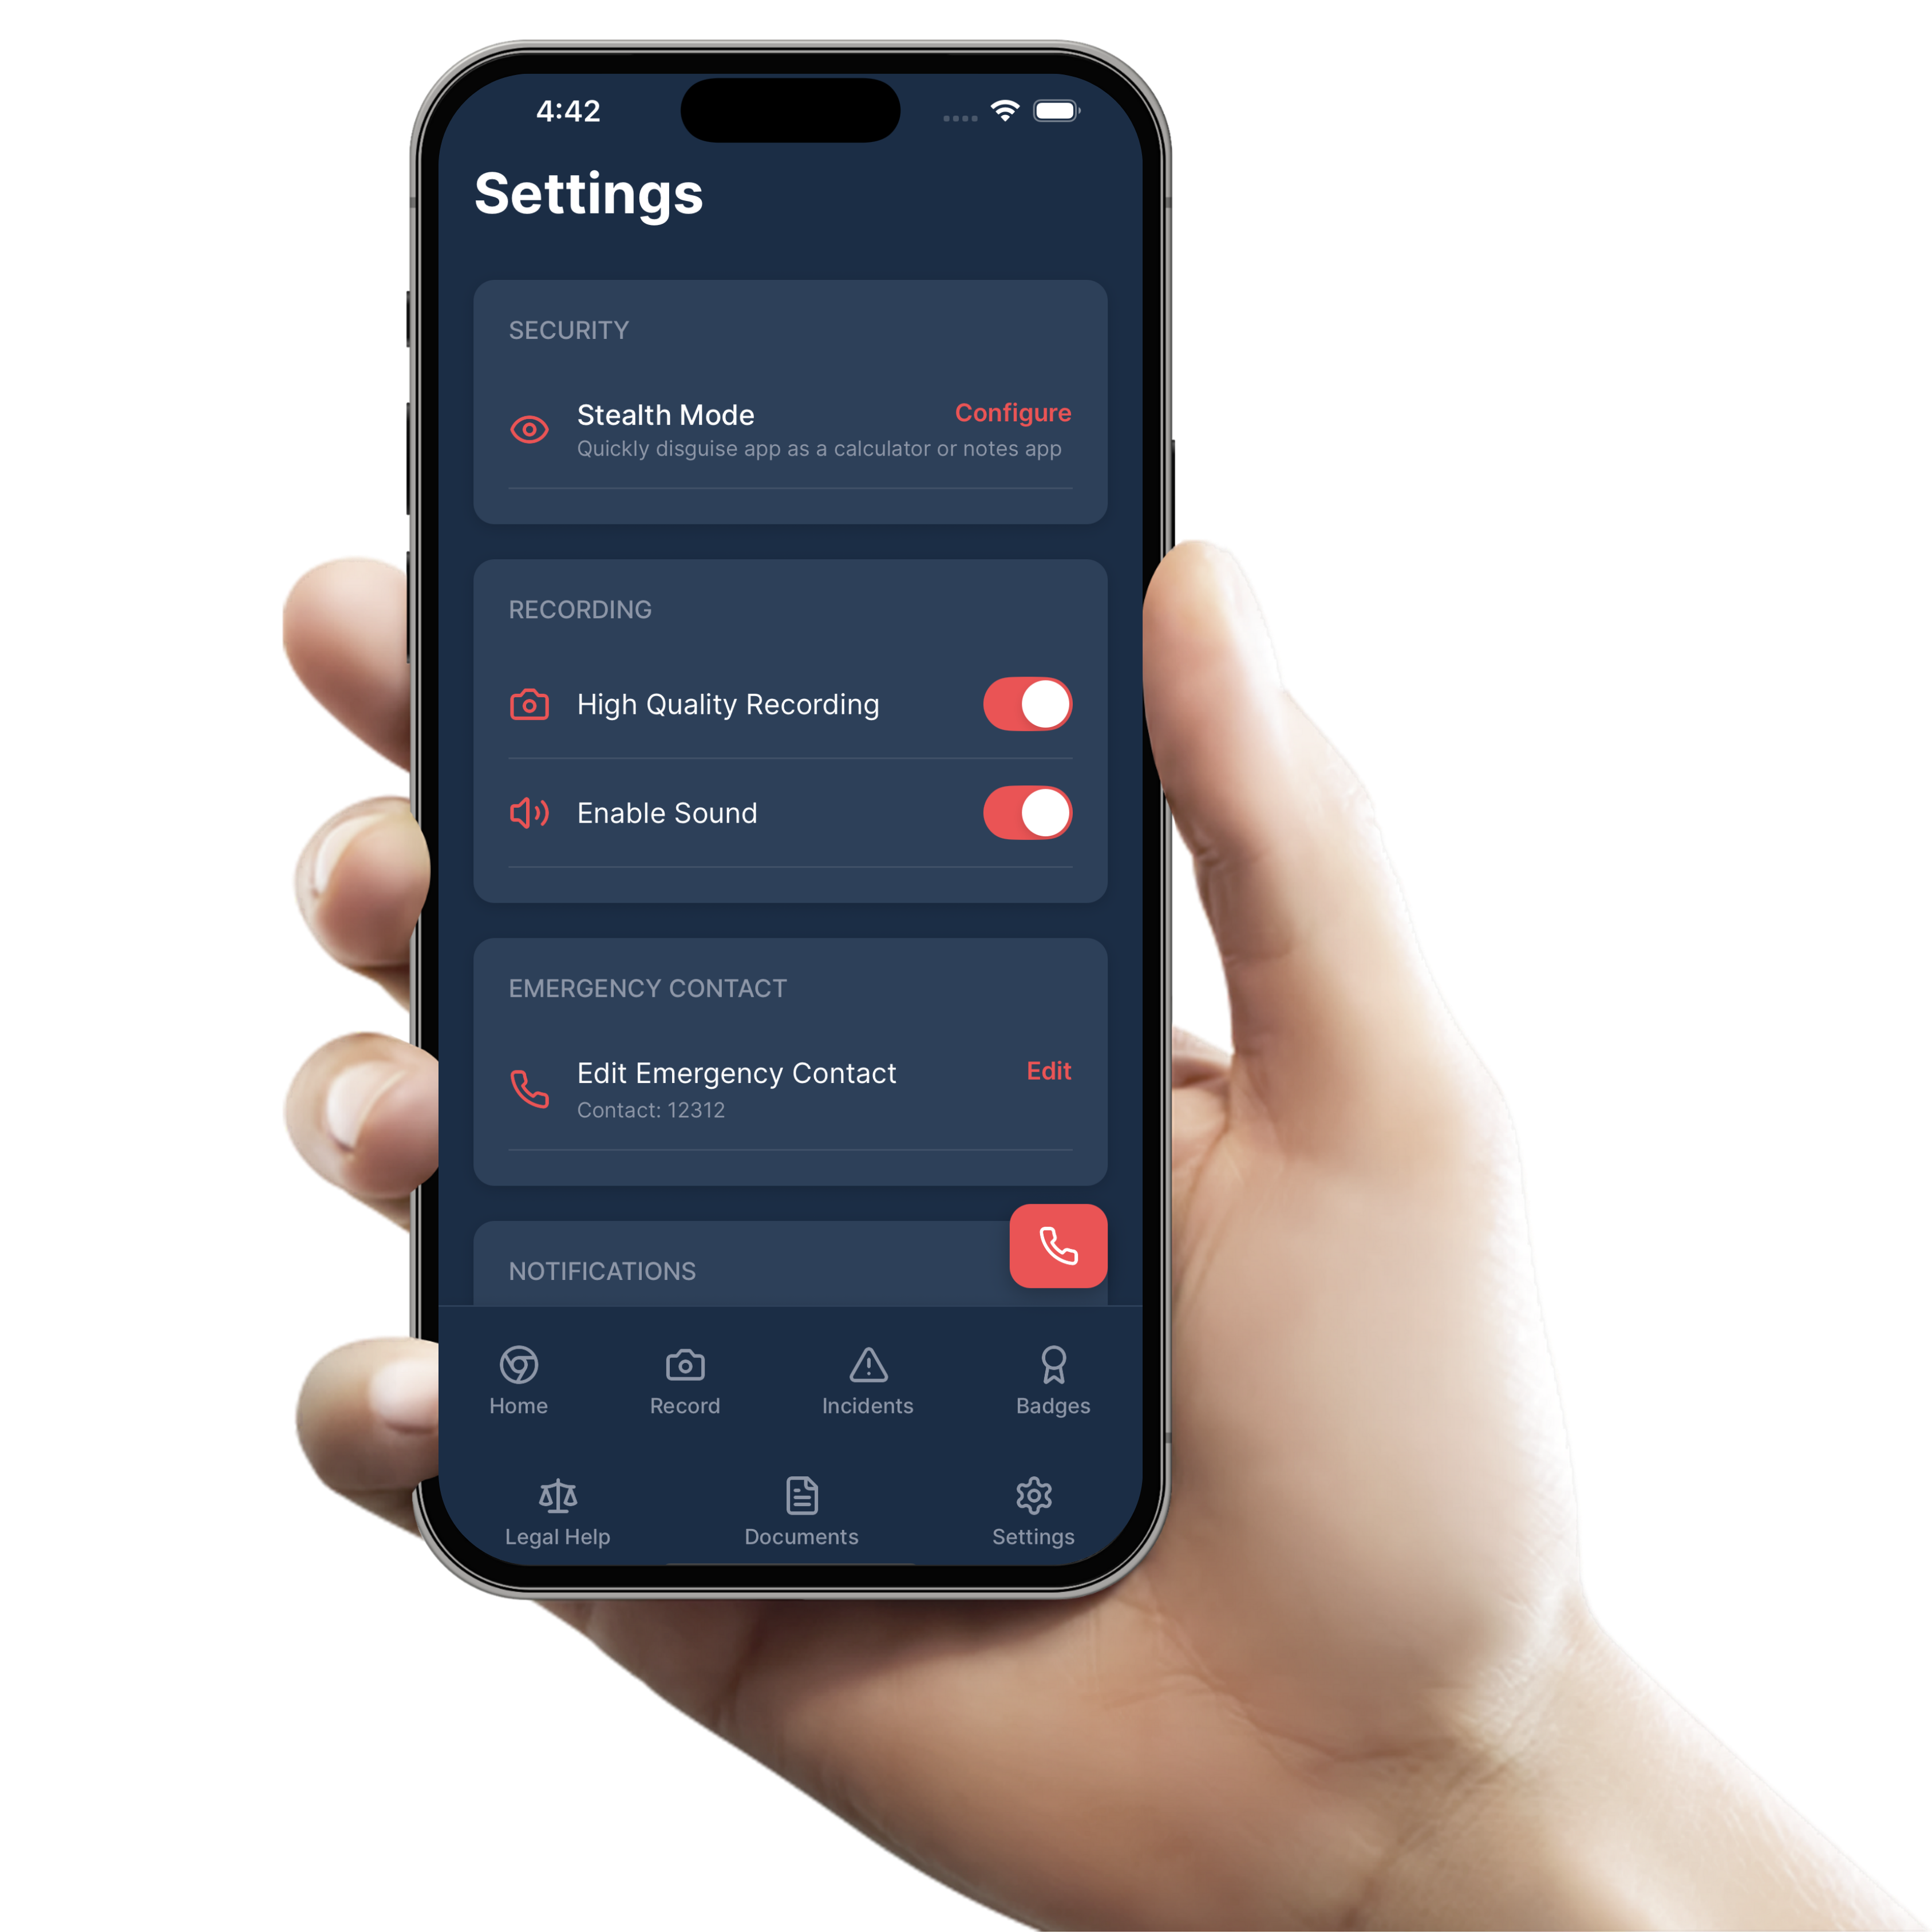 4:42
Settings
SECURITY
Stealth Mode
Configure
Quickly disguise app as a calculator or notes app
RECORDING
High Quality Recording
Enable Sound
EMERGENCY CONTACT
Edit Emergency Contact
Edit
Contact: 12312
NOTIFICATIONS
Home
Record
Incidents
Badges
Legal Help
Documents
Settings